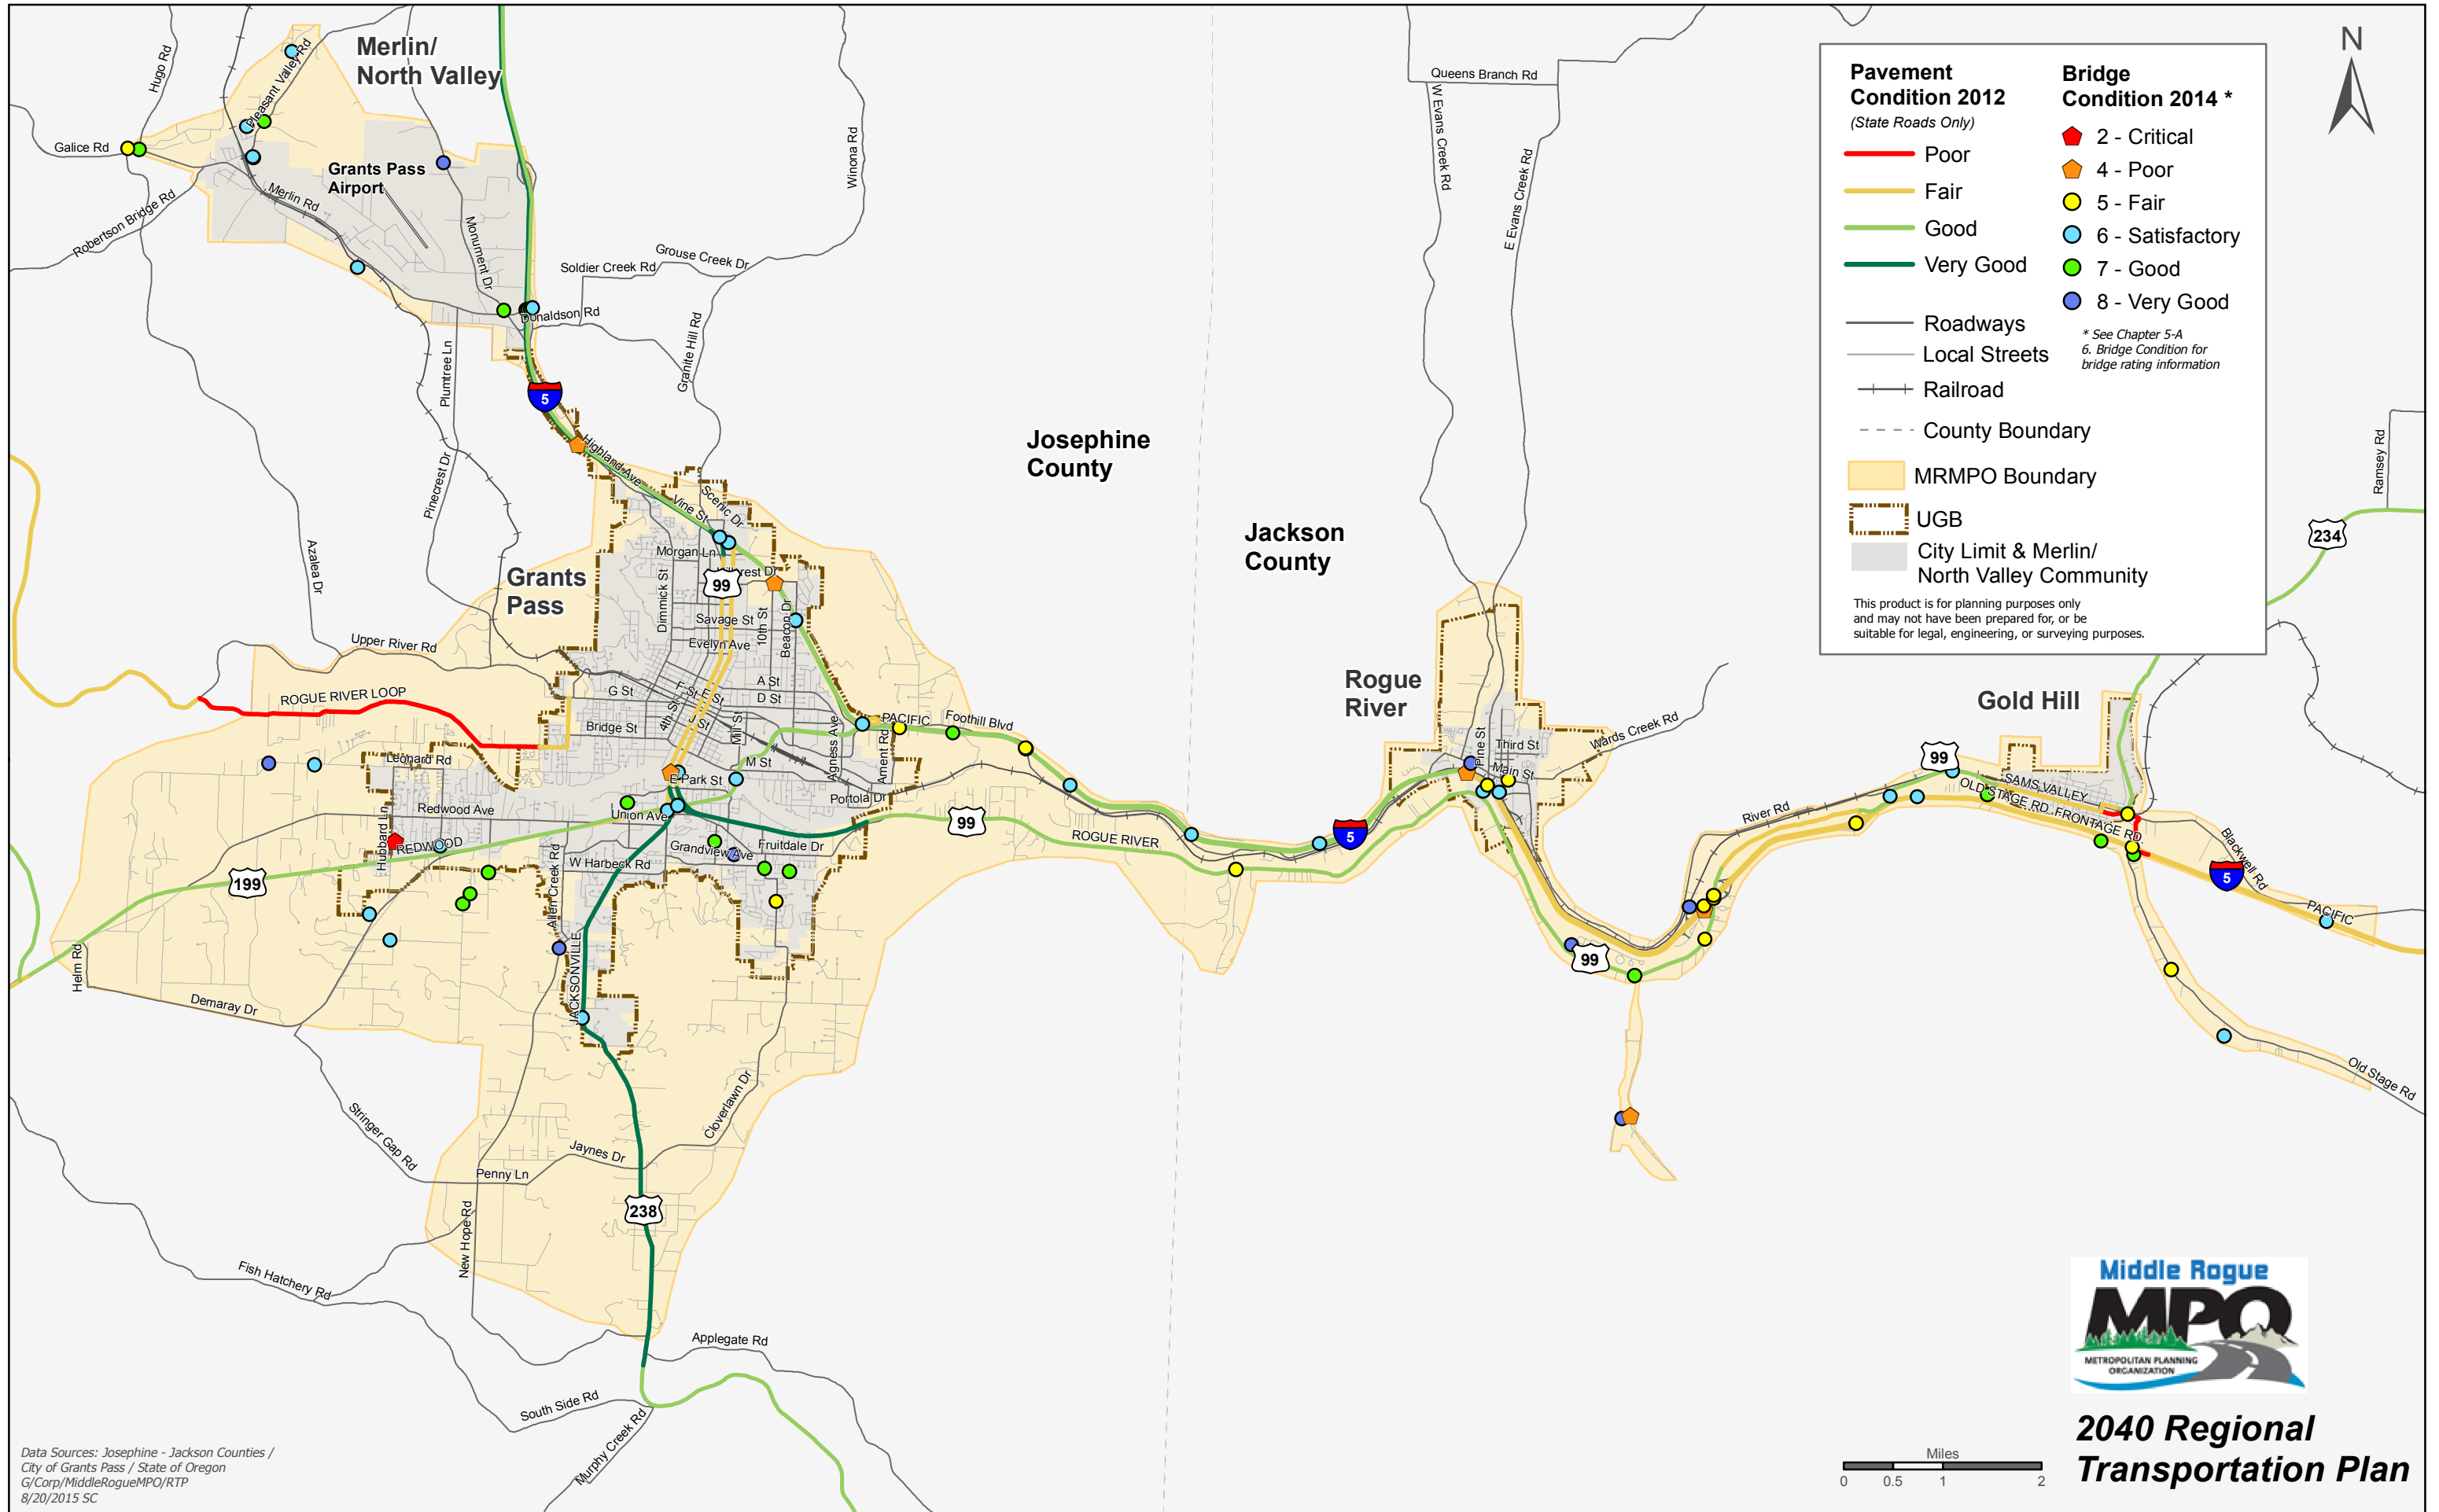 Merlin/
North Valley
Hugo Rd
Pleasant Valley Rd
Galice Rd
Robertson Bridge Rd
Merlin Rd
Grants Pass
Airport
Monument Dr
Winona Rd
Grouse Creek Dr
Soldier Creek Rd
Donaldson Rd
Granite Hill Rd
Plumtree Ln
Pinecrest Dr
5
Highland Ave
Vine St
Scenic Dr
Morgan Ln
99
Josephine
County
Jackson
County
Queens Branch Rd
W Evans Creek Rd
E Evans Creek Rd
N
Pavement
Condition 2012
(State Roads Only)
Poor
Fair
Good
Very Good
Roadways
Local Streets
Railroad
County Boundary
MRMPO Boundary
UGB
City Limit & Merlin/
North Valley Community
This product is for planning purposes only
and may not have been prepared for, or be
suitable for legal, engineering, or surveying purposes.
Bridge
Condition 2014 *
2 - Critical
4 - Poor
5 - Fair
6 - Satisfactory
7 - Good
8 - Very Good
* See Chapter 5-A
6. Bridge Condition for
bridge rating information
Ramsey Rd
234
Azalea Dr
Grants
Pass
Dimmick St
Savage St
Evelyn Ave
10th St
Beacon Dr
Upper River Rd
ROGUE RIVER LOOP
G St
F St
E St
A St
D St
Bridge St
4th St
J St
Mill St
M St
Agness Ave
Ament Rd
PACIFIC
Foothill Blvd
Leonard Rd
E Park St
Portola Dr
Redwood Ave
Union Ave
Hubbard Ln
REDWOOD
199
W Harbeck Rd
Grandview Ave
Fruitdale Dr
Allen Creek Rd
JACKSONVILLE
Helm Rd
Demaray Dr
99
ROGUE RIVER
5
Rogue
River
Pine St
Third St
Main St
Wards Creek Rd
99
River Rd
99
Gold Hill
SAMS VALLEY
OLD STAGE RD. FRONTAGE RD
Blackwell Rd
5
PACIFIC
Old Stage Rd
Stringer Gap Rd
Cloverlawn Dr
Jaynes Dr
Penny Ln
238
New Hope Rd
Fish Hatchery Rd
Applegate Rd
South Side Rd
Murphy Creek Rd
Data Sources: Josephine - Jackson Counties /
City of Grants Pass / State of Oregon
G/Corp/MiddleRogueMPO/RTP
8/20/2015 SC
Miles
0 0.5 1 2
Middle Rogue
MPO
METROPOLITAN PLANNING
ORGANIZATION
2040 Regional
Transportation Plan